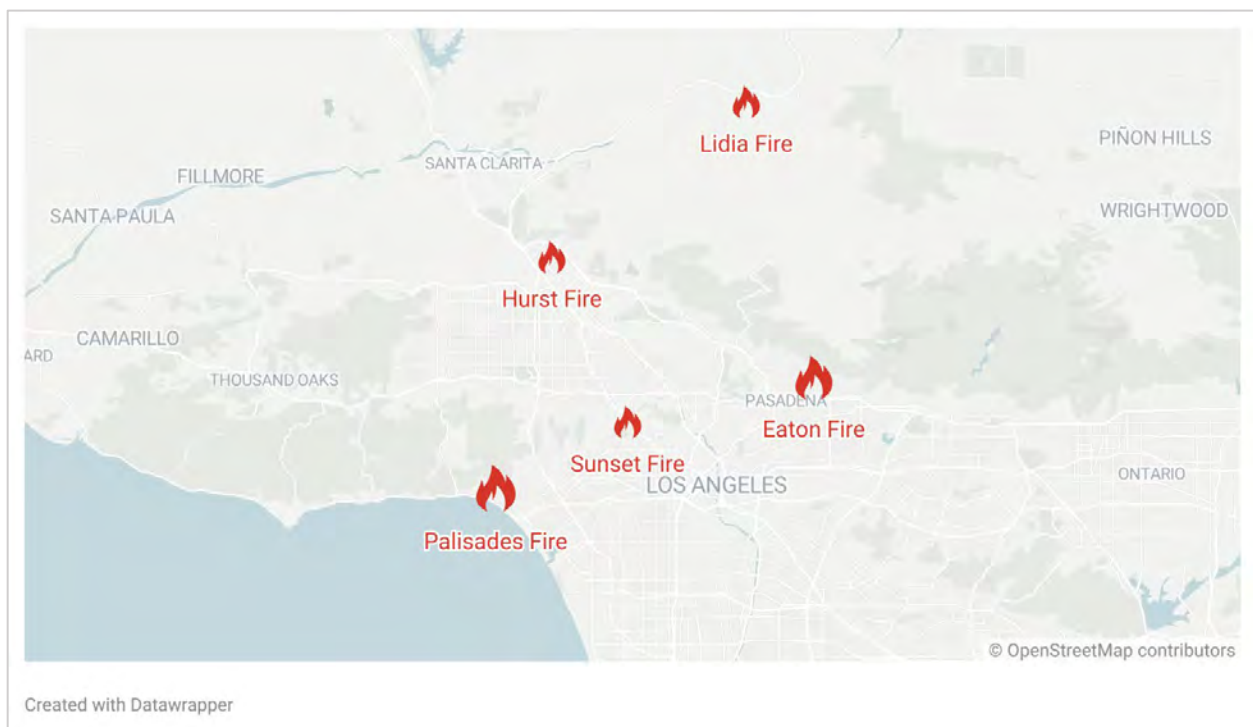 Lidia Fire
PIÑON HILLS
SANTA CLARITA
FILLMORE
SANTA PAULA
WRIGHTWOOD
Hurst Fire
CAMARILLO
ARD
THOUSAND OAKS
PASADENA
Eaton Fire
Sunset Fire
LOS ANGELES
ONTARIO
Palisades Fire
© OpenStreetMap contributors
Created with Datawrapper